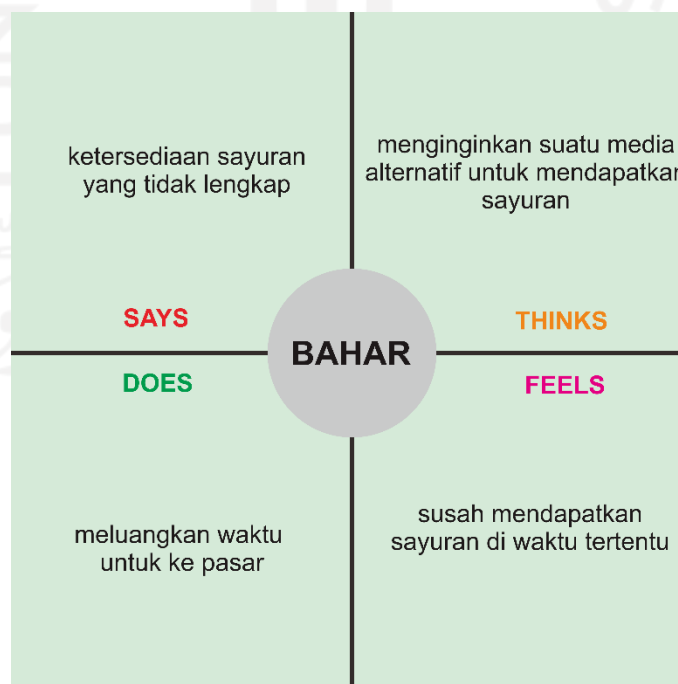 ketersediaan sayuran
yang tidak lengkap
menginginkan suatu media
alternatif untuk mendapatkan
sayuran
SAYS
THINKS
BAHAR
DOES
FEELS
meluangkan waktu
untuk ke pasar
susah mendapatkan
sayuran di waktu tertentu